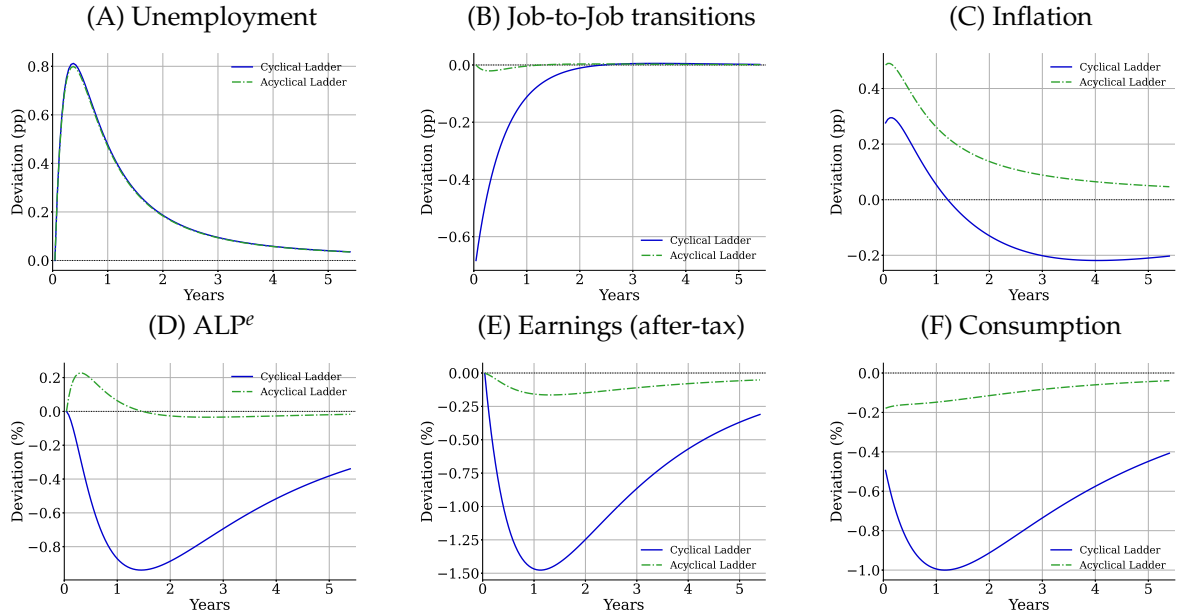 (A) Unemployment
Deviation (pp)
0.8
0.6
0.4
0.2
0.0
Cyclical Ladder
Acyclical Ladder
0 1 2 3 4 5
Years
(B) Job-to-Job transitions
Deviation (pp)
0.0
−0.2
−0.4
−0.6
Cyclical Ladder
Acyclical Ladder
0 1 2 3 4 5
Years
(C) Inflation
Deviation (pp)
0.4
0.2
0.0
−0.2
Cyclical Ladder
Acyclical Ladder
0 1 2 3 4 5
Years
(D) ALPᵉ
Deviation (%)
0.2
0.0
−0.2
−0.4
−0.6
−0.8
Cyclical Ladder
Acyclical Ladder
0 1 2 3 4 5
Years
(E) Earnings (after-tax)
Deviation (%)
0.00
−0.25
−0.50
−0.75
−1.00
−1.25
−1.50
Cyclical Ladder
Acyclical Ladder
0 1 2 3 4 5
Years
(F) Consumption
Deviation (%)
0.0
−0.2
−0.4
−0.6
−0.8
−1.0
Cyclical Ladder
Acyclical Ladder
0 1 2 3 4 5
Years